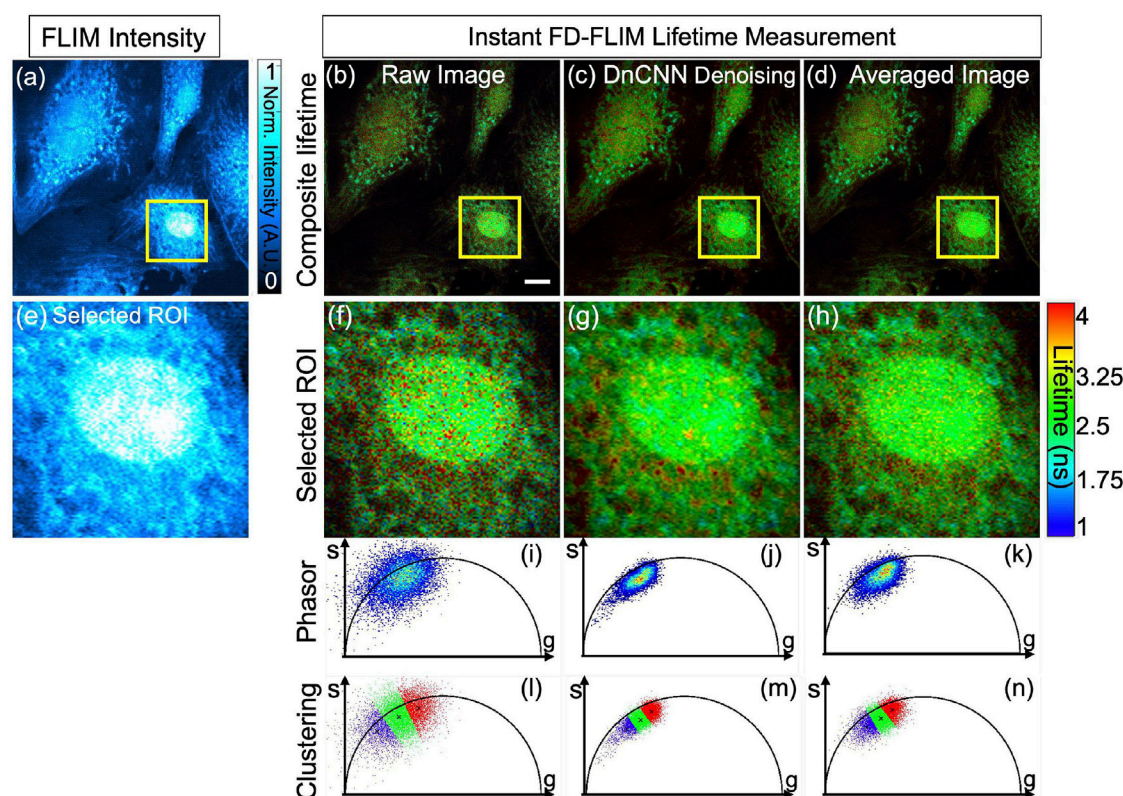 FLIM Intensity
Instant FD-FLIM Lifetime Measurement
(a)
1
Norm. Intensity (A.U.
0
Composite lifetime
(b) Raw Image
(c) DnCNN Denoising
(d) Averaged Image
(e) Selected ROI
Selected ROI
(f)
(g)
(h)
4
3.25
2.5
1.75
1
Lifetime (ns)
Phasor
S
(i)
g
S
(j)
g
S
(k)
g
Clustering
S
(l)
g
S
(m)
g
S
(n)
g